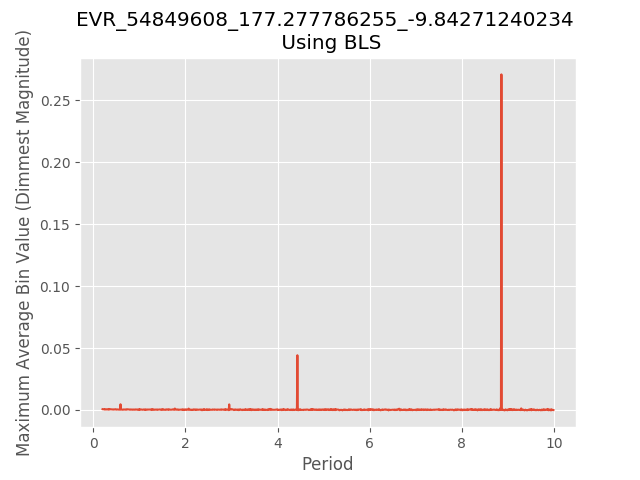 EVR_54849608_177.277786255_-9.84271240234
Using BLS
Maximum Average Bin Value (Dimmest Magnitude)
0.25
0.20
0.15
0.10
0.05
0.00
0 2 4 6 8 10
Period